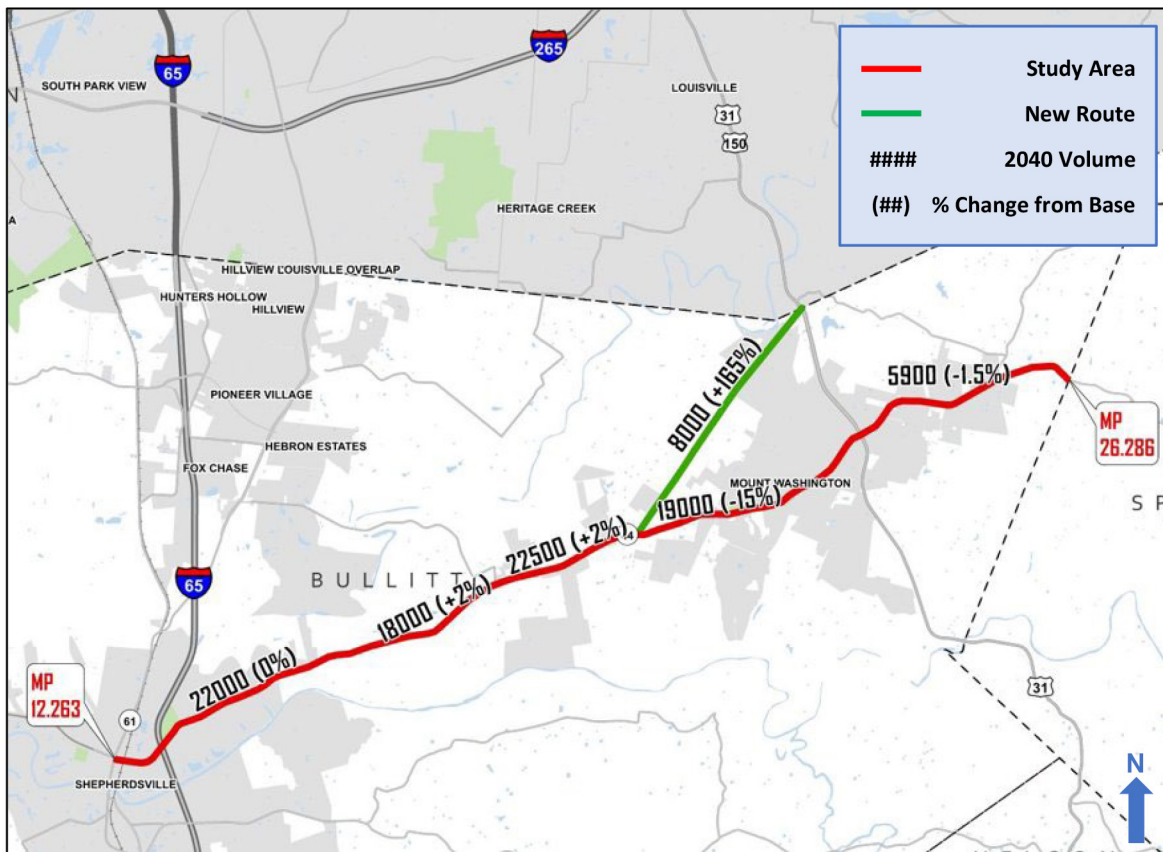 65
265
SOUTH PARK VIEW
LOUISVILLE
31
150
Study Area
New Route
#### 2040 Volume
(##) % Change from Base
HERITAGE CREEK
A
HILLVIEW LOUISVILLE OVERLAP
HUNTERS HOLLOW
HILLVIEW
8000 (+165%)
5900 (-1.5%)
MP
26.286
PIONEER VILLAGE
HEBRON ESTATES
FOX CHASE
MOUNT WASHINGTON
19000 (-15%)
22500 (+2%)
BULLITT
65
18000 (+2%)
22000 (0%)
MP
12.263
61
31
SHEPHERDSVILLE
N